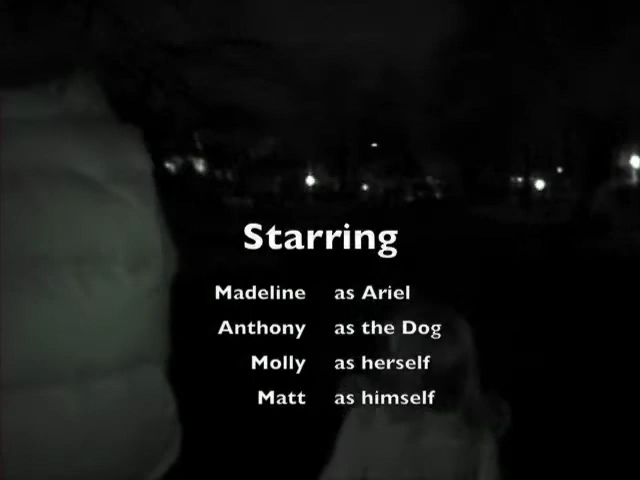 Starring
Madeline as Ariel
Anthony as the Dog
Molly as herself
Matt as himself